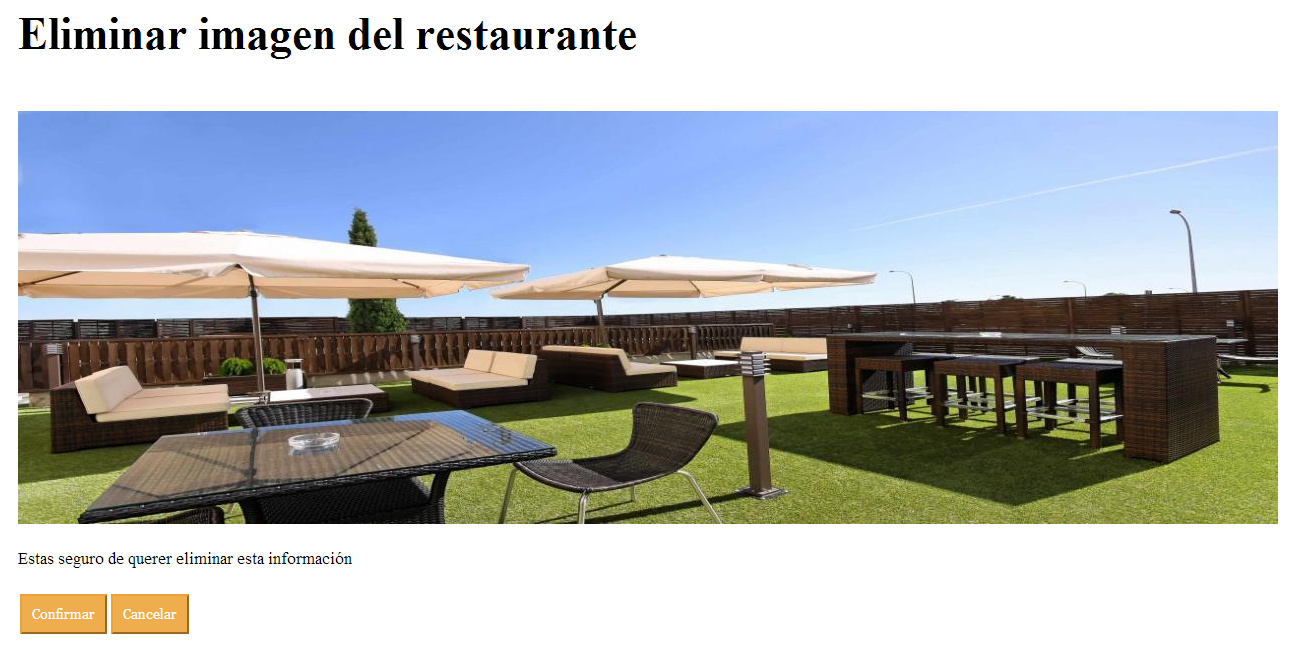 Eliminar imagen del restaurante
Estas seguro de querer eliminar esta información
Confirmar Cancelar